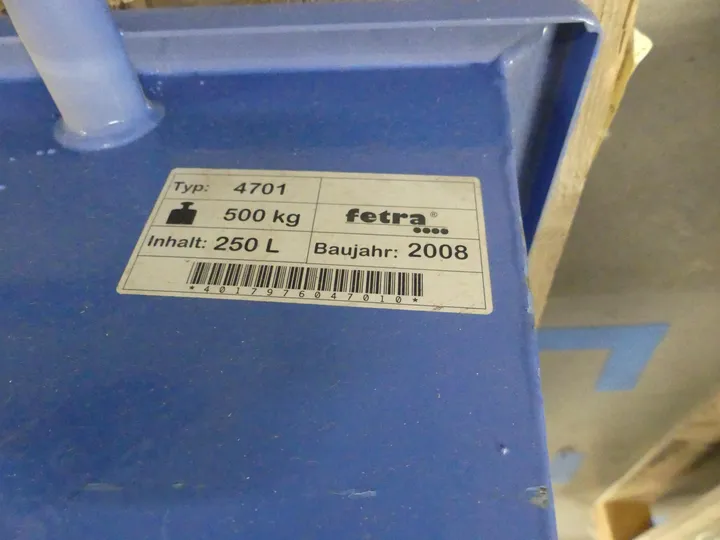 Typ: 4701
500 kg
fetra®
Inhalt: 250 L
Baujahr: 2008
*4017976047010*